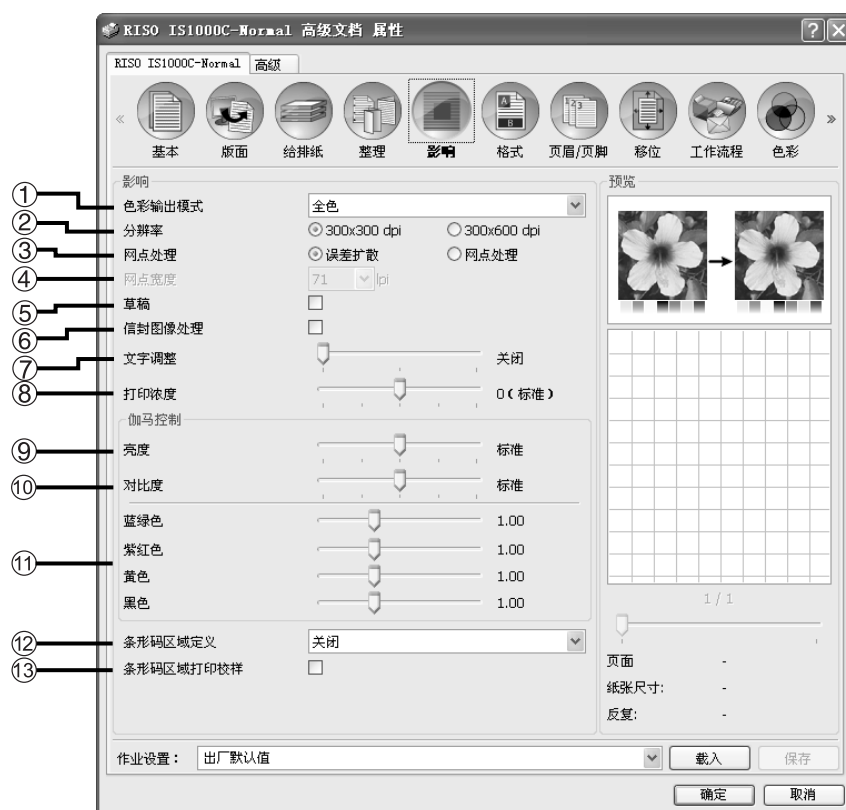 RISO IS1000C-Normal 高级文档 属性
RISO IS1000C-Normal 高级
« 基本 版面 给排纸 整理 影响 格式 页眉/页脚 移位 工作流程 色彩 »
影响
① 色彩输出模式 全色
② 分辨率 300x300 dpi 300x600 dpi
③ 网点处理 误差扩散 网点处理
④ 网点宽度 71 lpi
⑤ 草稿
⑥ 信封图像处理
⑦ 文字调整 关闭
⑧ 打印浓度 0(标准)
伽马控制
⑨ 亮度 标准
⑩ 对比度 标准
⑪
蓝绿色 1.00
紫红色 1.00
黄色 1.00
黑色 1.00
⑫ 条形码区域定义 关闭
⑬ 条形码区域打印校样
预览
A
B
1 2 3
1 / 1
页面 -
纸张尺寸: -
反复: -
作业设置: 出厂默认值 载入 保存
确定 取消